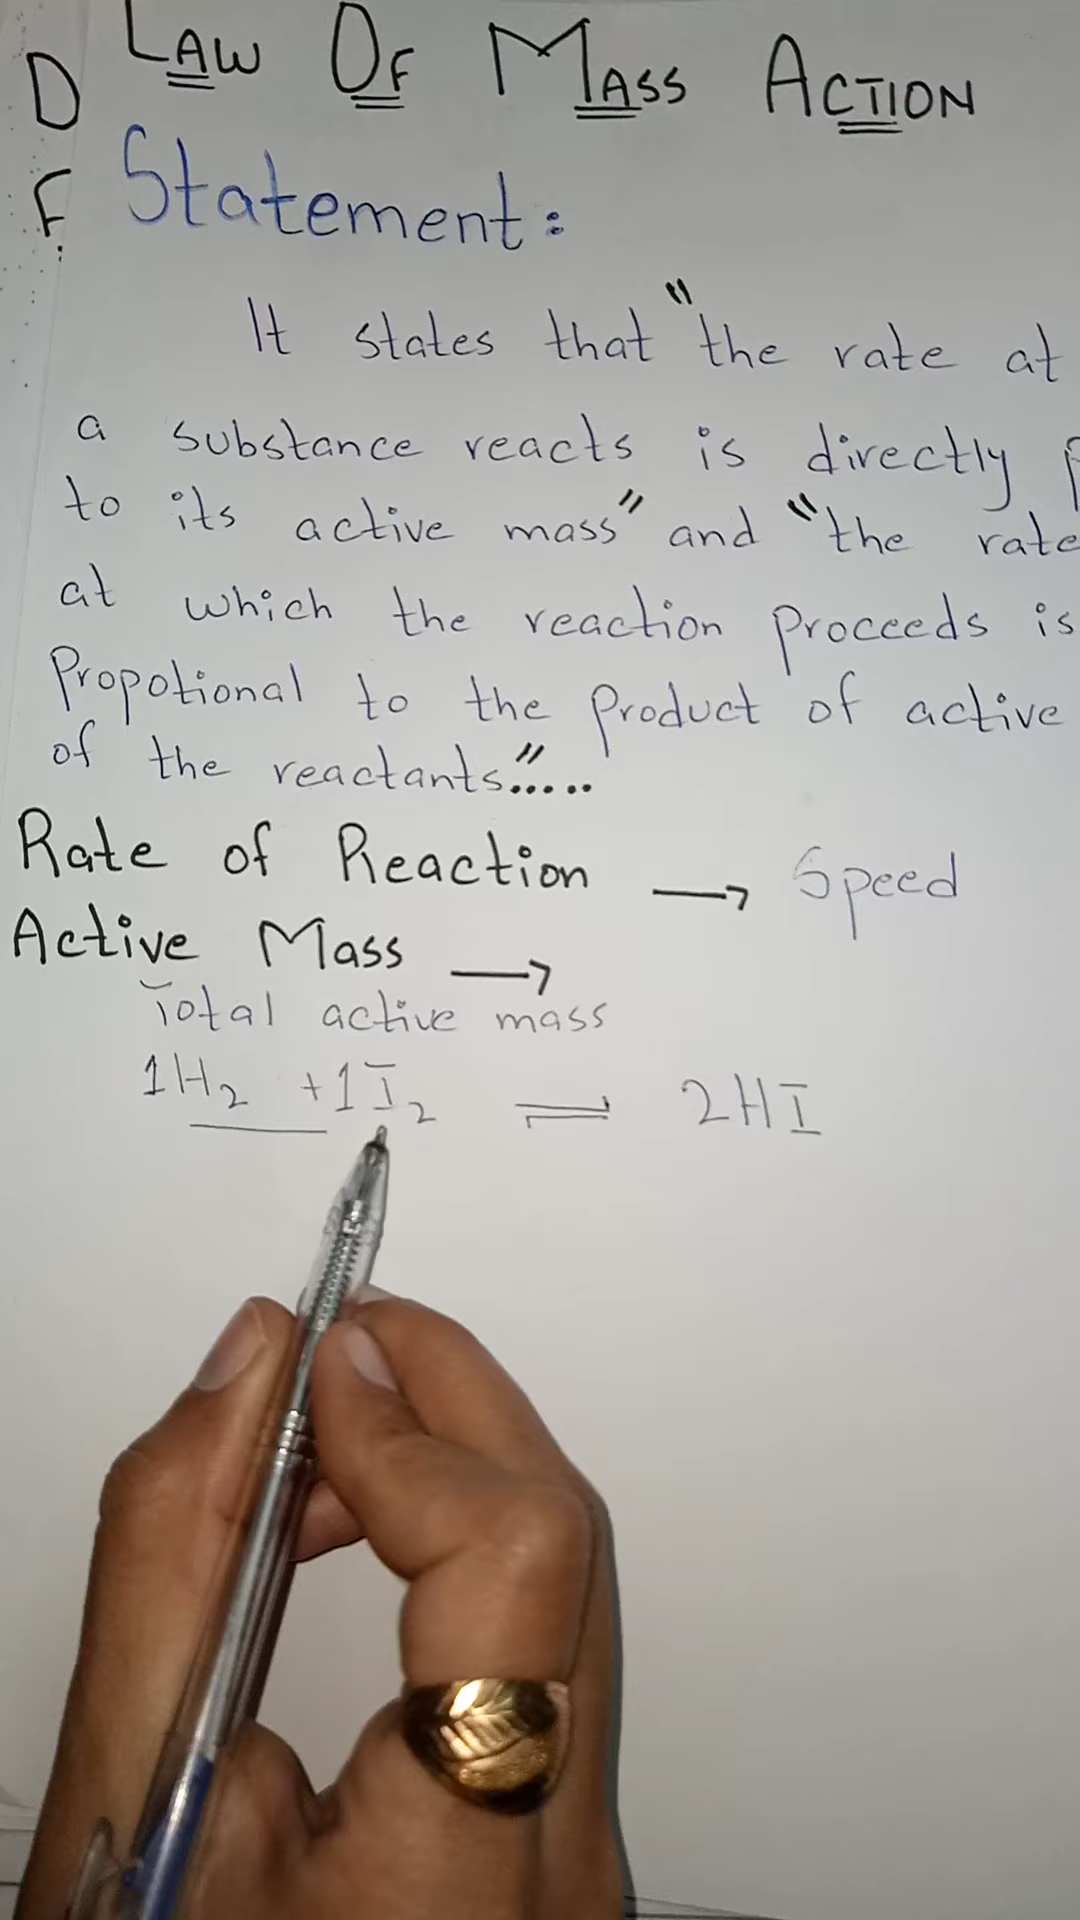 LAW OF MASS ACTION
D
F
Statement:
It states that "the rate at
a substance reacts is directly
to its active mass" and "the rate
at which the reaction proceeds is
Propotional to the product of active
of the reactants".....
Rate of Reaction → Speed
Active Mass →
Total active mass
1H₂ + 1I₂ ⇌ 2HI